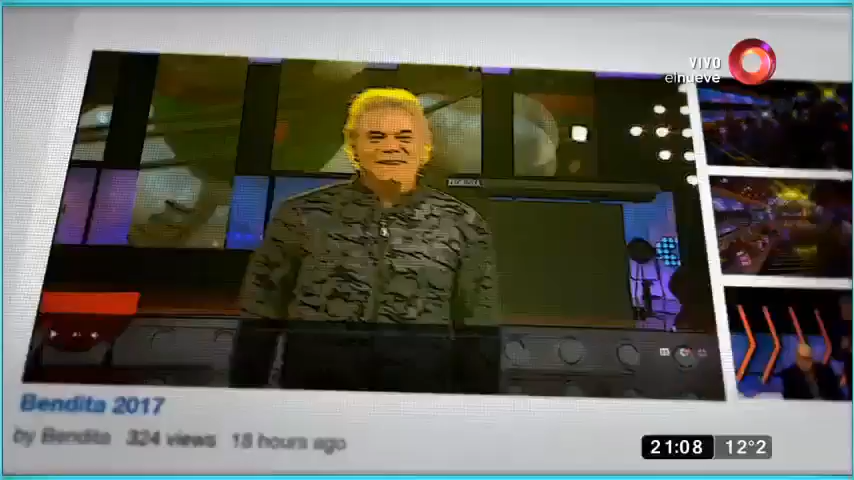 VIVO
elnueve
Bendita 2017
by Bendita 324 views 18 hours ago
21:08 12°2